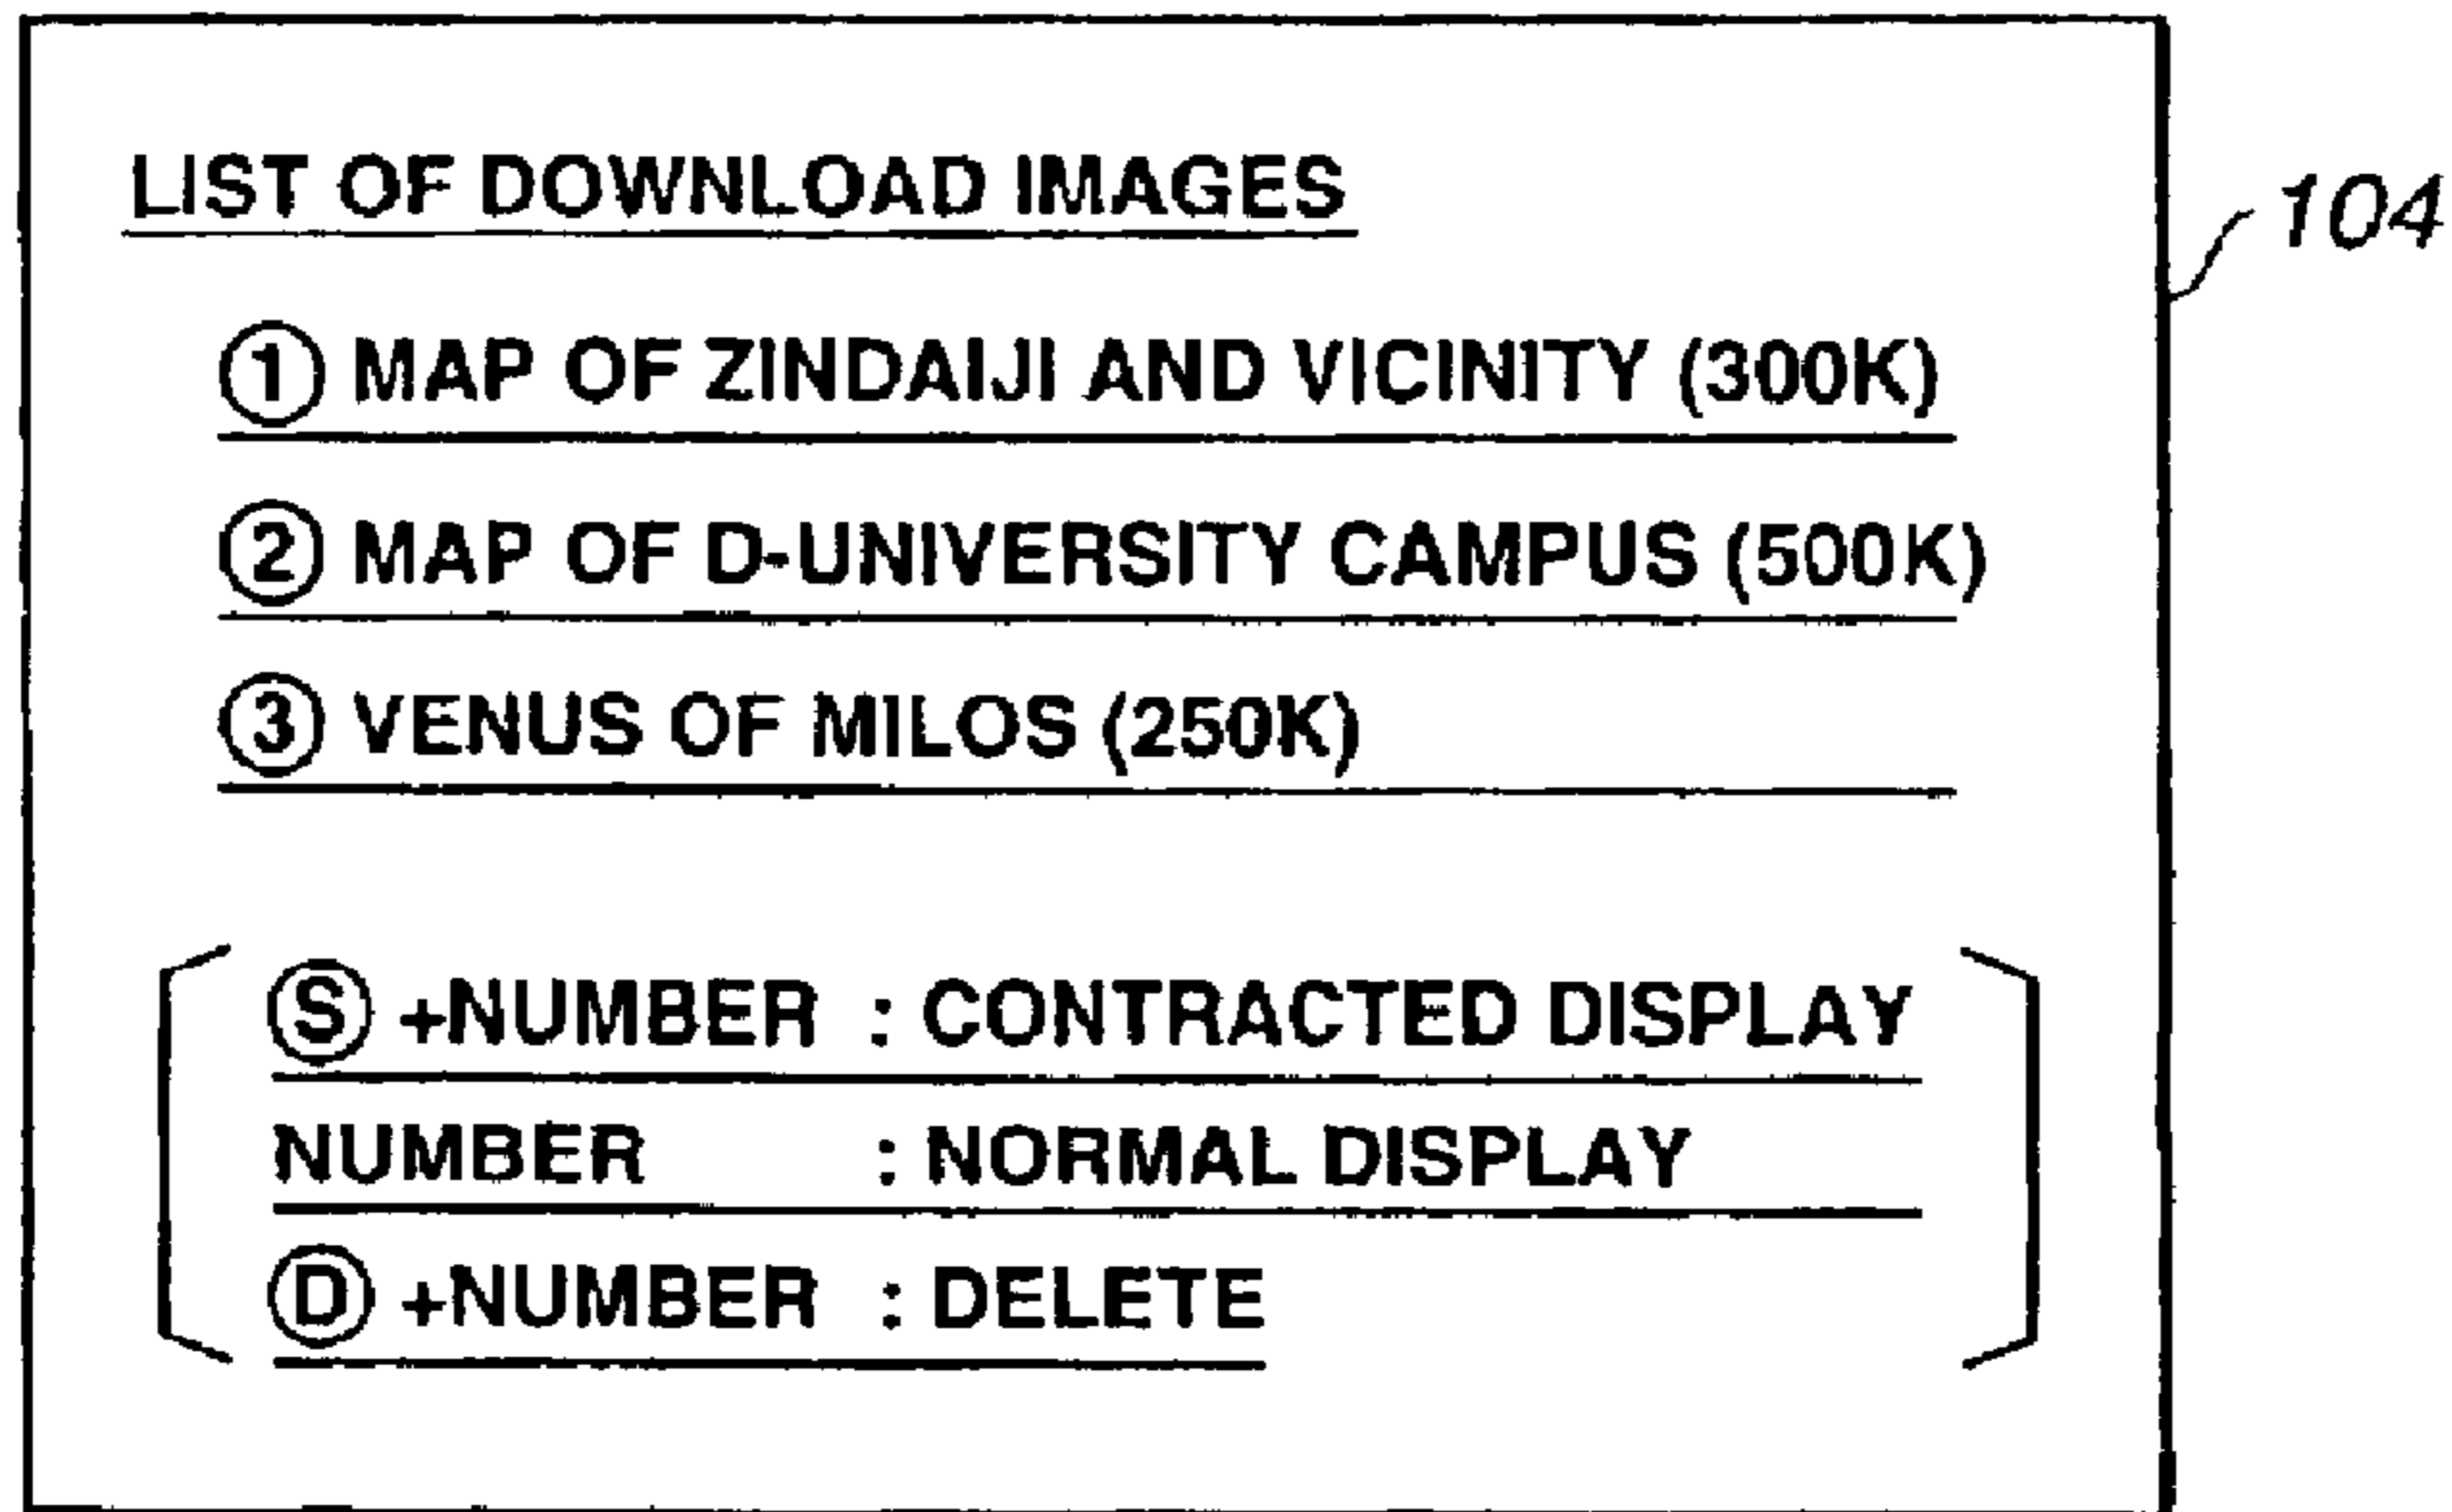 LIST OF DOWNLOAD IMAGES
104
① MAP OF ZINDAIJI AND VICINITY (300K)
② MAP OF D-UNIVERSITY CAMPUS (500K)
③ VENUS OF MILOS (250K)
Ⓢ +NUMBER : CONTRACTED DISPLAY
NUMBER : NORMAL DISPLAY
Ⓓ +NUMBER : DELETE